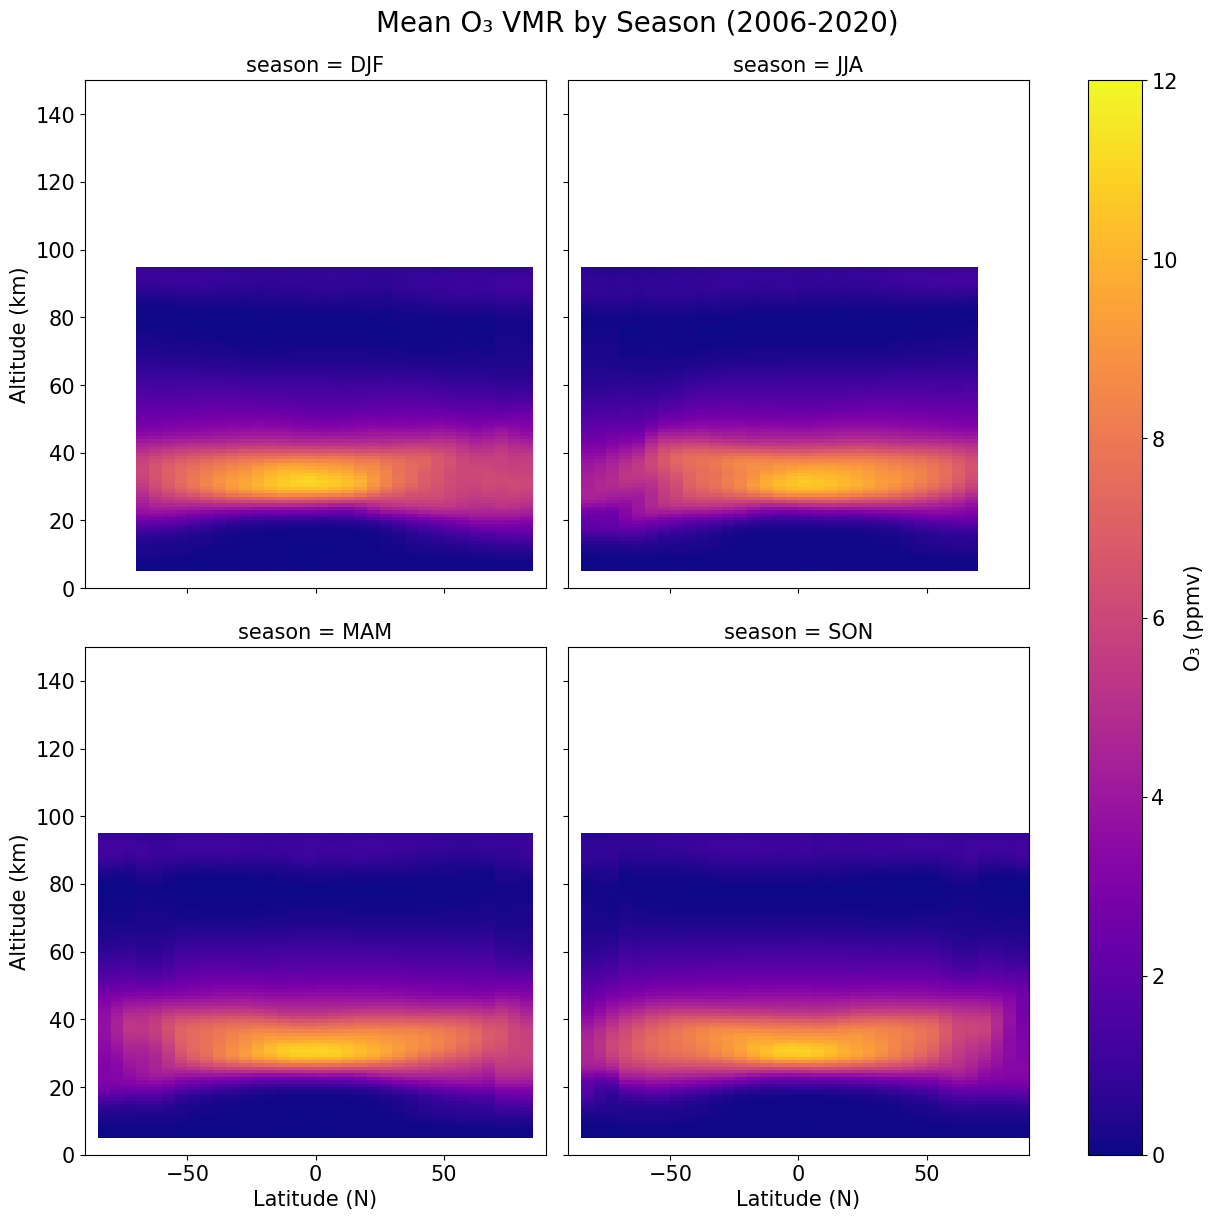 Mean O₃ VMR by Season (2006-2020)
season = DJF
season = JJA
140
120
100
80
60
40
20
0
Altitude (km)
season = MAM
season = SON
140
120
100
80
60
40
20
0
Altitude (km)
−50
0
50
Latitude (N)
−50
0
50
Latitude (N)
12
10
8
6
4
2
0
O₃ (ppmv)